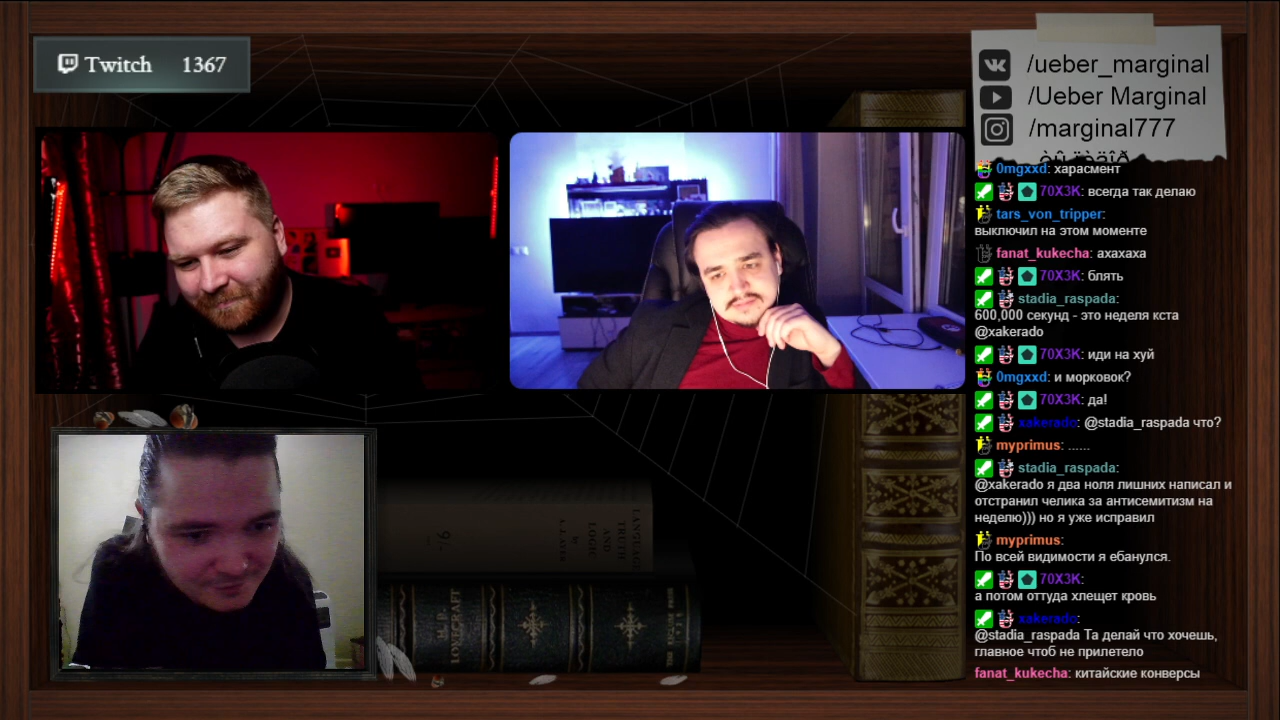 Twitch 1367
/ueber_marginal
/Ueber Marginal
/marginal777
0mgxxd: харасмент
70X3K: всегда так делаю
tars_von_tripper:
выключил на этом моменте
fanat_kukecha: ахахаха
70X3K: блять
stadia_raspada:
600,000 секунд - это неделя кста
@xakerado
70X3K: иди на хуй
0mgxxd: и морковок?
70X3K: да!
xakerado: @stadia_raspada что?
myprimus: ......
stadia_raspada:
@xakerado я два ноля лишних написал и
отстранил челика за антисемитизм на
неделю))) но я уже исправил
myprimus:
По всей видимости я ебанулся.
70X3K:
а потом оттуда хлещет кровь
xakerado:
@stadia_raspada Та делай что хочешь,
главное чтоб не прилетело
fanat_kukecha: китайские конверсы
LANGUAGE
TRUTH
AND
LOGIC
H.P.
LOVECRAFT